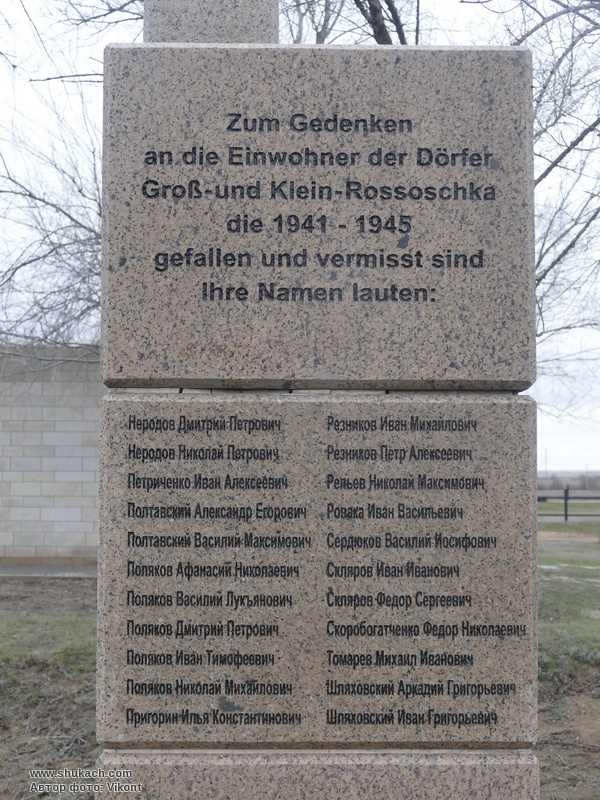 Zum Gedenken
an die Einwohner der Dörfer
Groß-und Klein-Rossoschka
die 1941 - 1945
gefallen und vermisst sind
Ihre Namen lauten:
Неродов Дмитрий Петрович
Неродов Николай Петрович
Петриченко Иван Алексеевич
Полтавский Александр Егорович
Полтавский Василий Максимович
Поляков Афанасий Николаевич
Поляков Василий Лукъянович
Поляков Дмитрий Петрович
Поляков Иван Тимофеевич
Поляков Николай Михайлович
Пригорин Илья Константинович
Резников Иван Михайлович
Резников Петр Алексеевич
Репьев Николай Максимович
Ровака Иван Васильевич
Сердюков Василий Иосифович
Скляров Иван Иванович
Скляров Федор Сергеевич
Скоробогатченко Федор Николаевич
Томарев Михаил Иванович
Шляховский Аркадий Григорьевич
Шляховский Иван Григорьевич
www.shukach.com
Автор фото: Vikont